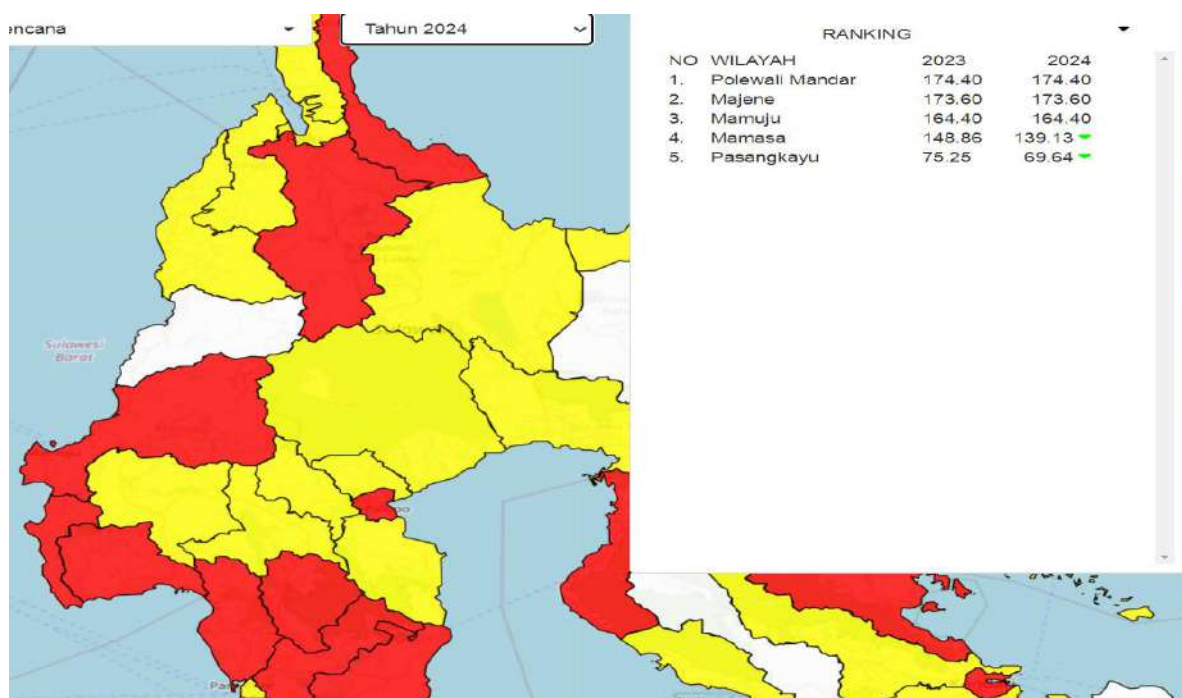 encana
Tahun 2024
RANKING
NO WILAYAH 2023 2024
1. Polewali Mandar 174.40 174.40
2. Majene 173.60 173.60
3. Mamuju 164.40 164.40
4. Mamasa 148.86 139.13
5. Pasangkayu 75.25 69.64
Sulawesi
Barat